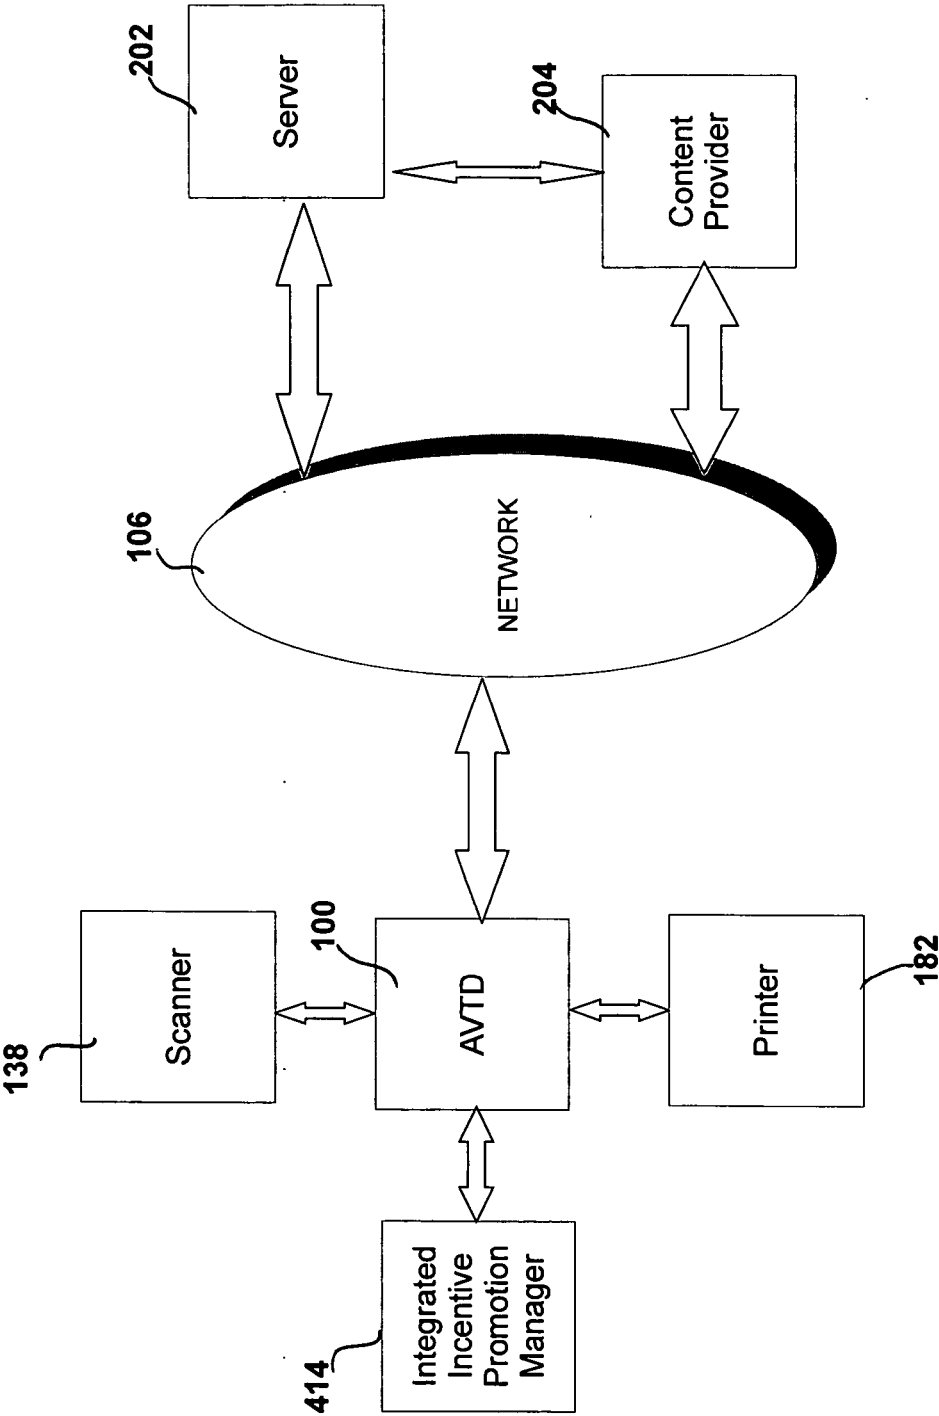 138
Scanner
414
Integrated
Incentive
Promotion
Manager
100
AVTD
182
Printer
106
NETWORK
202
Server
204
Content
Provider